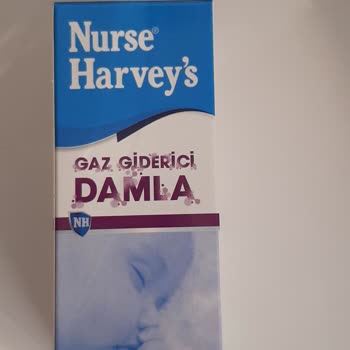 Nurse®
Harvey's
GAZ GİDERİCİ
DAMLA
NH